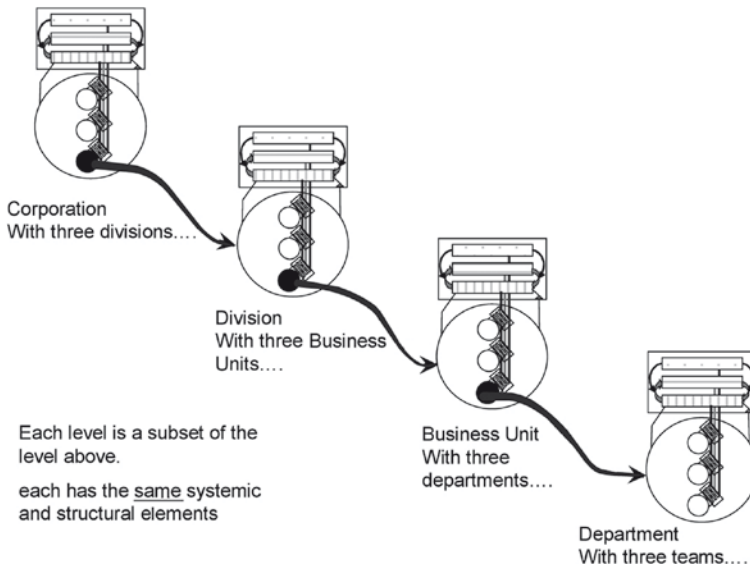 Corporation
With three divisions....
Division
With three Business
Units....
Business Unit
With three
departments....
Department
With three teams....
Each level is a subset of the
level above.
each has the same systemic
and structural elements